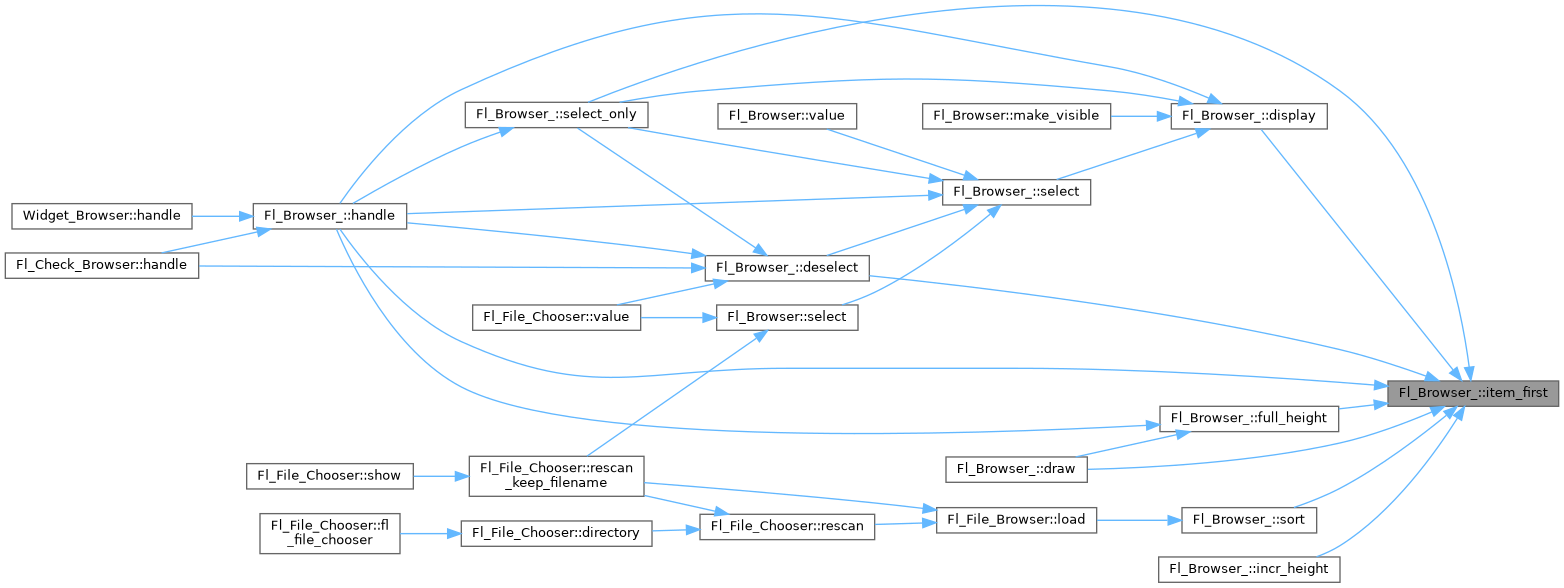 Fl_Browser_::select_only
Fl_Browser::value
Fl_Browser::make_visible
Fl_Browser_::display
Fl_Browser_::select
Widget_Browser::handle
Fl_Browser_::handle
Fl_Check_Browser::handle
Fl_Browser_::deselect
Fl_File_Chooser::value
Fl_Browser::select
Fl_Browser_::item_first
Fl_Browser_::full_height
Fl_Browser_::draw
Fl_File_Chooser::show
Fl_File_Chooser::rescan
_keep_filename
Fl_File_Chooser::fl
_file_chooser
Fl_File_Chooser::directory
Fl_File_Chooser::rescan
Fl_File_Browser::load
Fl_Browser_::sort
Fl_Browser_::incr_height